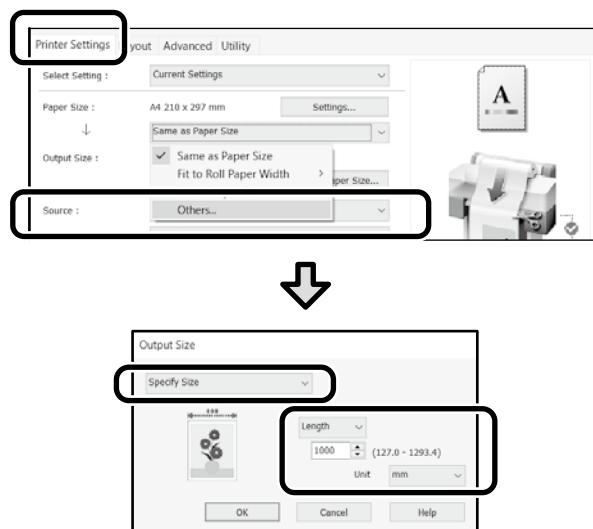 Printer Settings yout Advanced Utility
Select Setting : Current Settings
Paper Size : A4 210 x 297 mm Settings...
Same as Paper Size
Output Size : ✓ Same as Paper Size
Fit to Roll Paper Width >
aper Size...
Source : Others...
A
Output Size
Specify Size
Length
1000 (127.0 - 1293.4)
Unit mm
OK Cancel Help